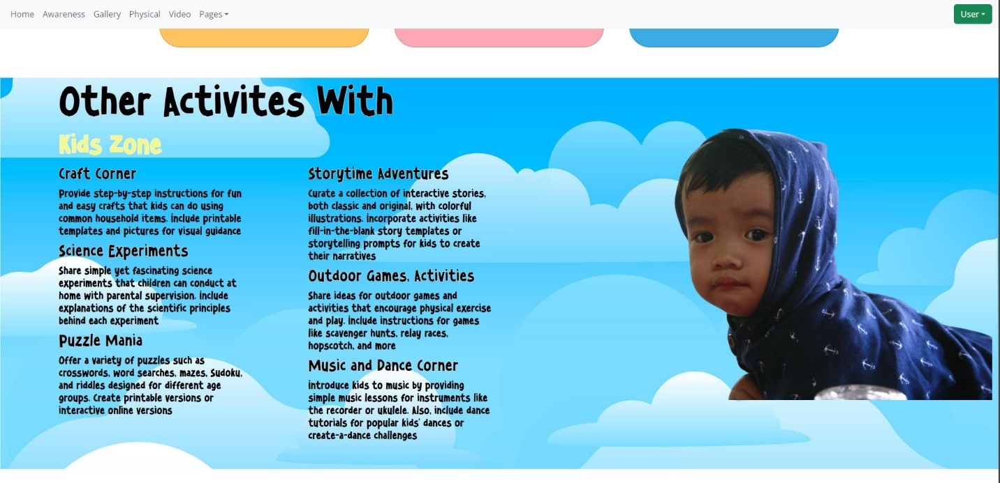 Home Awareness Gallery Physical Video Pages
User
Other Activites With
Kids Zone
Craft Corner
Provide step-by-step instructions for fun
and easy crafts that kids can do using
common household items. Include printable
templates and pictures for visual guidance
Science Experiments
Share simple yet fascinating science
experiments that children can conduct at
home with parental supervision. Include
explanations of the scientific principles
behind each experiment
Puzzle Mania
Offer a variety of puzzles such as
crosswords, word searches, mazes, Sudoku,
and riddles designed for different age
groups. Create printable versions or
interactive online versions
Storytime Adventures
Curate a collection of interactive stories,
both classic and original, with colorful
illustrations. Incorporate activities like
fill-in-the-blank story templates or
storytelling prompts for kids to create
their narratives
Outdoor Games, Activities
Share ideas for outdoor games and
activities that encourage physical exercise
and play. Include instructions for games
like scavenger hunts, relay races,
hopscotch, and more
Music and Dance Corner
Introduce kids to music by providing
simple music lessons for instruments like
the recorder or ukulele. Also, include dance
tutorials for popular kids' dances or
create-a-dance challenges